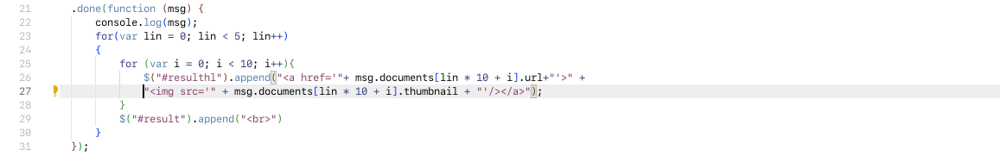 21 .done(function (msg) {
22 console.log(msg);
23 for(var lin = 0; lin < 5; lin++)
24 {
25 for (var i = 0; i < 10; i++){
26 $("#resulthl").append("<a href='"+ msg.documents[lin * 10 + i].url+"'>" +
27 "<img src='" + msg.documents[lin * 10 + i].thumbnail + "'/></a>");
28 }
29 $("#result").append("<br>")
30 }
31 });